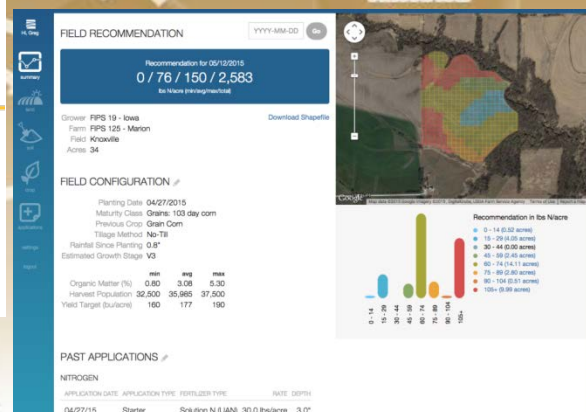 Hi, Greg
summary
soil
crop
applications
settings
logout
FIELD RECOMMENDATION
YYYY-MM-DD Go
Recommendation for 05/12/2015
0 / 76 / 150 / 2,583
lbs N/acre (min/avg/max/total)
Grower FIPS 19 - Iowa
Download Shapefile
Farm FIPS 125 - Marion
Field Knoxville
Acres 34
FIELD CONFIGURATION
Planting Date 04/27/2015
Maturity Class Grains: 103 day corn
Previous Crop Grain Corn
Tillage Method No-Till
Rainfall Since Planting 0.8"
Estimated Growth Stage V3
min avg max
Organic Matter (%) 0.80 3.08 5.30
Harvest Population 32,500 35,985 37,500
Yield Target (bu/acre) 160 177 190
PAST APPLICATIONS
NITROGEN
APPLICATION DATE APPLICATION TYPE FERTILIZER TYPE RATE DEPTH
04/27/15 Starter Solution N (UAN) 30.0 lbs/acre 3.0"
Google
Terms of Use
Recommendation in lbs N/acre
0 - 14 (0.52 acres)
15 - 29 (4.05 acres)
30 - 44 (0.00 acres)
45 - 59 (2.45 acres)
60 - 74 (14.11 acres)
75 - 89 (2.80 acres)
90 - 104 (0.51 acres)
105+ (9.99 acres)
0 - 14
15 - 29
30 - 44
45 - 59
60 - 74
75 - 89
90 - 104
105+